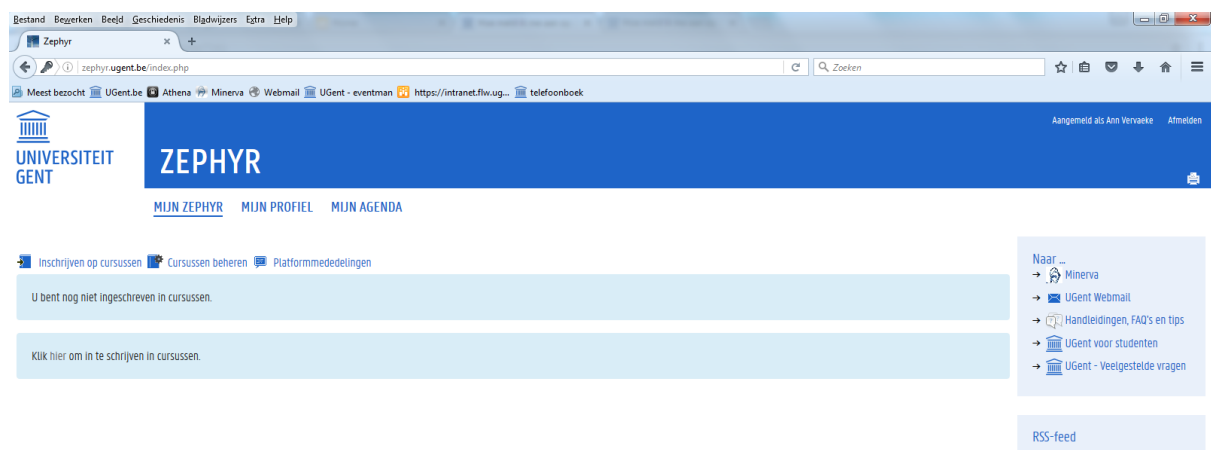 Bestand Bewerken Beeld Geschiedenis Bladwijzers Extra Help
Zephyr × +
zephyr.ugent.be/index.php
Zoeken
Meest bezocht UGent.be Athena Minerva Webmail UGent - eventman https://intranet.flw.ug... telefoonboek
Aangemeld als Ann Vervaeke Afmelden
UNIVERSITEIT
GENT
ZEPHYR
MIJN ZEPHYR MIJN PROFIEL MIJN AGENDA
Inschrijven op cursussen Cursussen beheren Platformmededelingen
U bent nog niet ingeschreven in cursussen.
Klik hier om in te schrijven in cursussen.
Naar ...
→ Minerva
→ UGent Webmail
→ Handleidingen, FAQ's en tips
→ UGent voor studenten
→ UGent - Veelgestelde vragen
RSS-feed